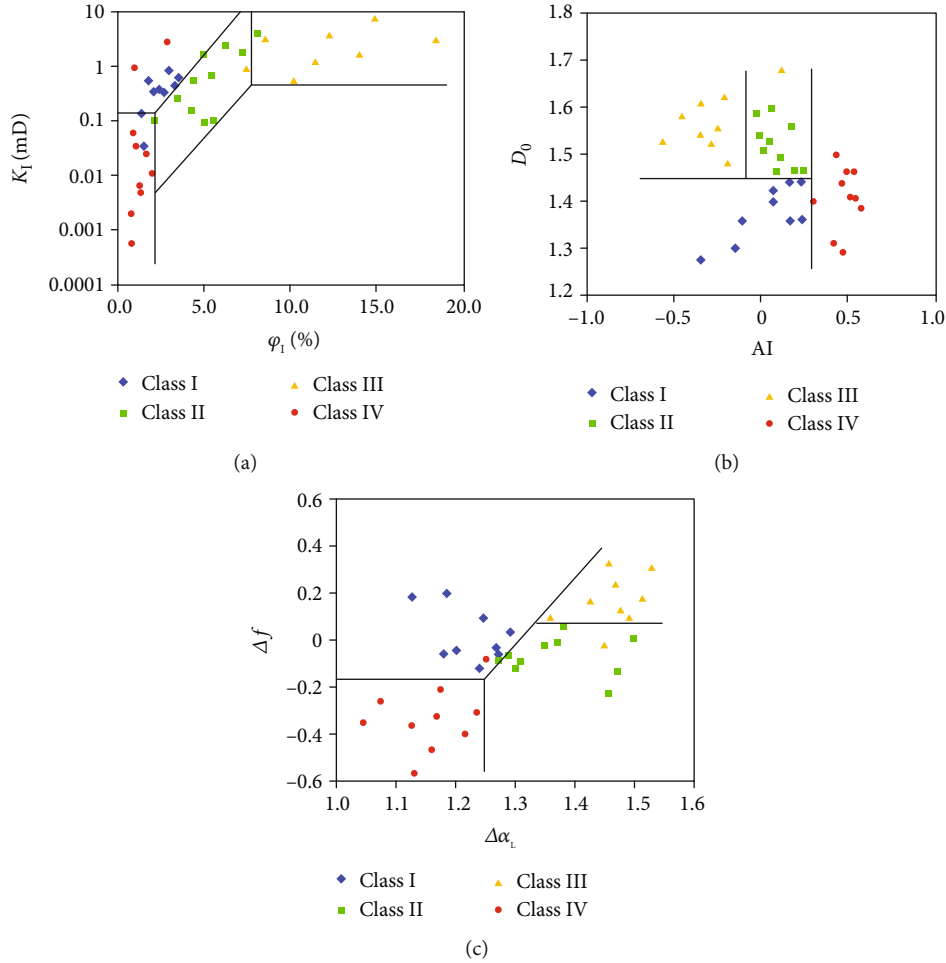 10
1
0.1
0.01
0.001
0.0001
K_I (mD)
0.0 5.0 10.0 15.0 20.0
φ_I (%)
Class I Class III
Class II Class IV
(a)
1.8
1.7
1.6
1.5
1.4
1.3
1.2
D_0
−1.0 −0.5 0 0.5 1.0
AI
Class I Class III
Class II Class IV
(b)
0.6
0.4
0.2
0
−0.2
−0.4
−0.6
Δf
1.0 1.1 1.2 1.3 1.4 1.5 1.6
Δα_L
Class I Class III
Class II Class IV
(c)